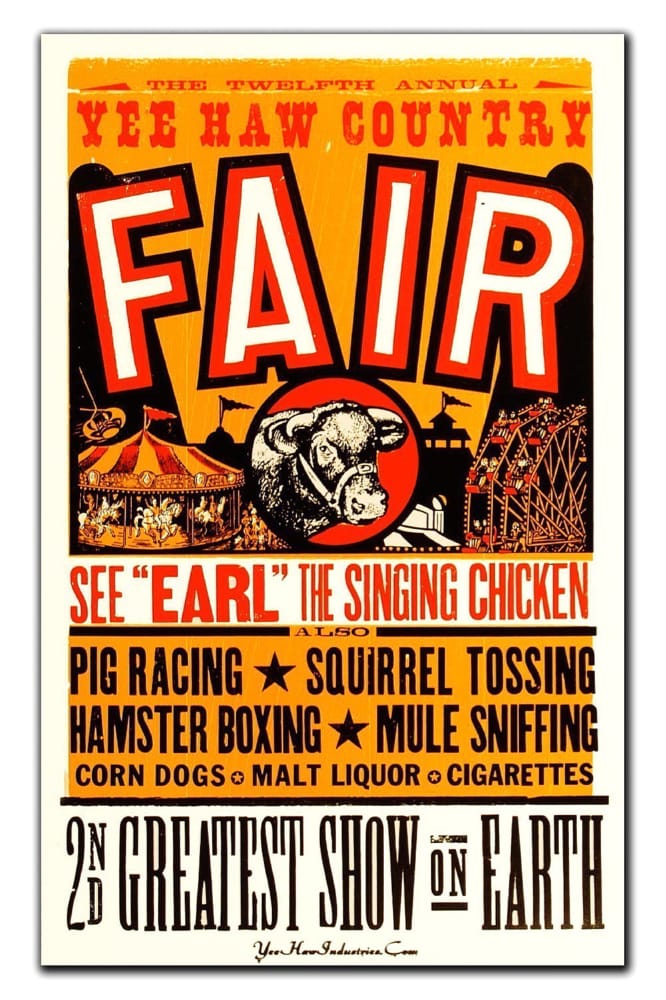 THE TWELFTH ANNUAL
YEE HAW COUNTRY
FAIR
SEE "EARL" THE SINGING CHICKEN
ALSO
PIG RACING ★ SQUIRREL TOSSING
HAMSTER BOXING ★ MULE SNIFFING
CORN DOGS ✪ MALT LIQUOR ✪ CIGARETTES
2ND GREATEST SHOW ON EARTH
YeeHawIndustries.Com